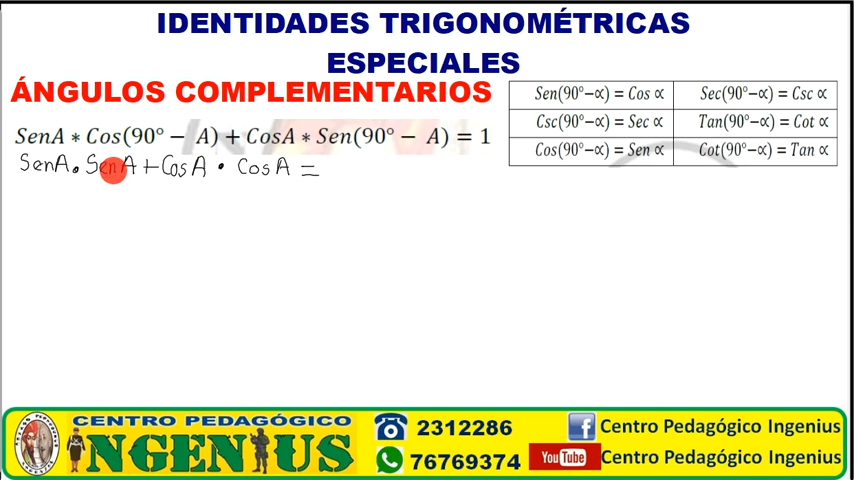 IDENTIDADES TRIGONOMÉTRICAS
ESPECIALES
ÁNGULOS COMPLEMENTARIOS
SenA * Cos(90° − A) + CosA * Sen(90° − A) = 1
SenA . SenA + CosA · CosA =
Sen(90°−∝) = Cos ∝ Sec(90°−∝) = Csc ∝
Csc(90°−∝) = Sec ∝ Tan(90°−∝) = Cot ∝
Cos(90°−∝) = Sen ∝ Cot(90°−∝) = Tan ∝
CENTRO PEDAGÓGICO
INGENIUS
2312286
76769374
Centro Pedagógico Ingenius
YouTube Centro Pedagógico Ingenius